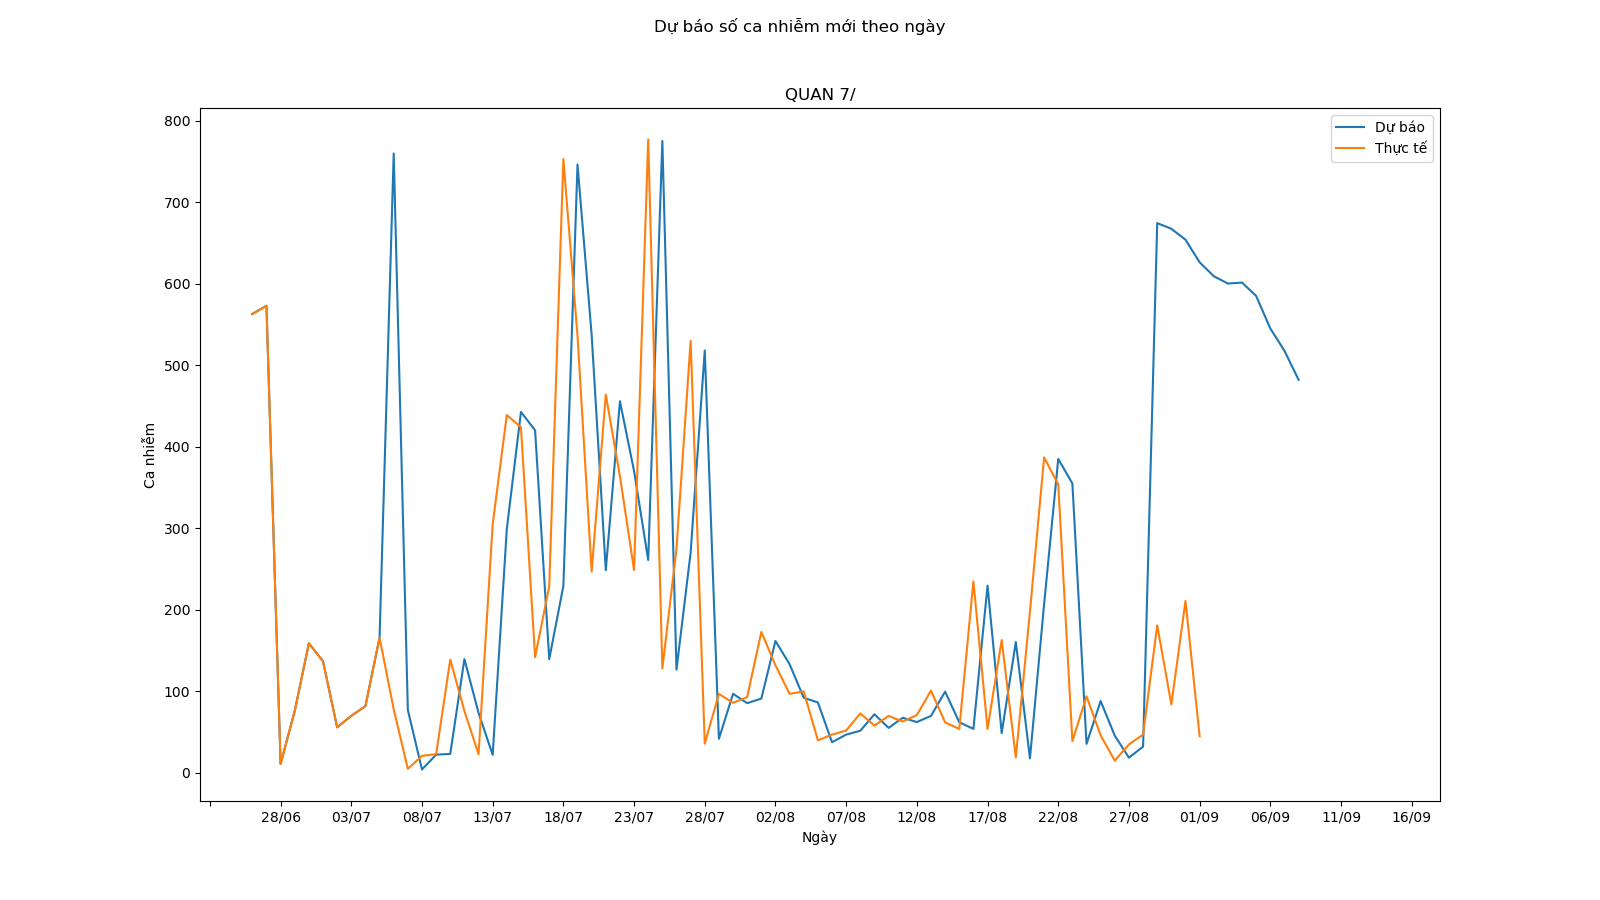 Dự báo số ca nhiễm mới theo ngày
QUAN 7/
Dự báo
Thực tế
800
700
600
500
400
300
200
100
0
Ca nhiễm
28/06 03/07 08/07 13/07 18/07 23/07 28/07 02/08 07/08 12/08 17/08 22/08 27/08 01/09 06/09 11/09 16/09
Ngày